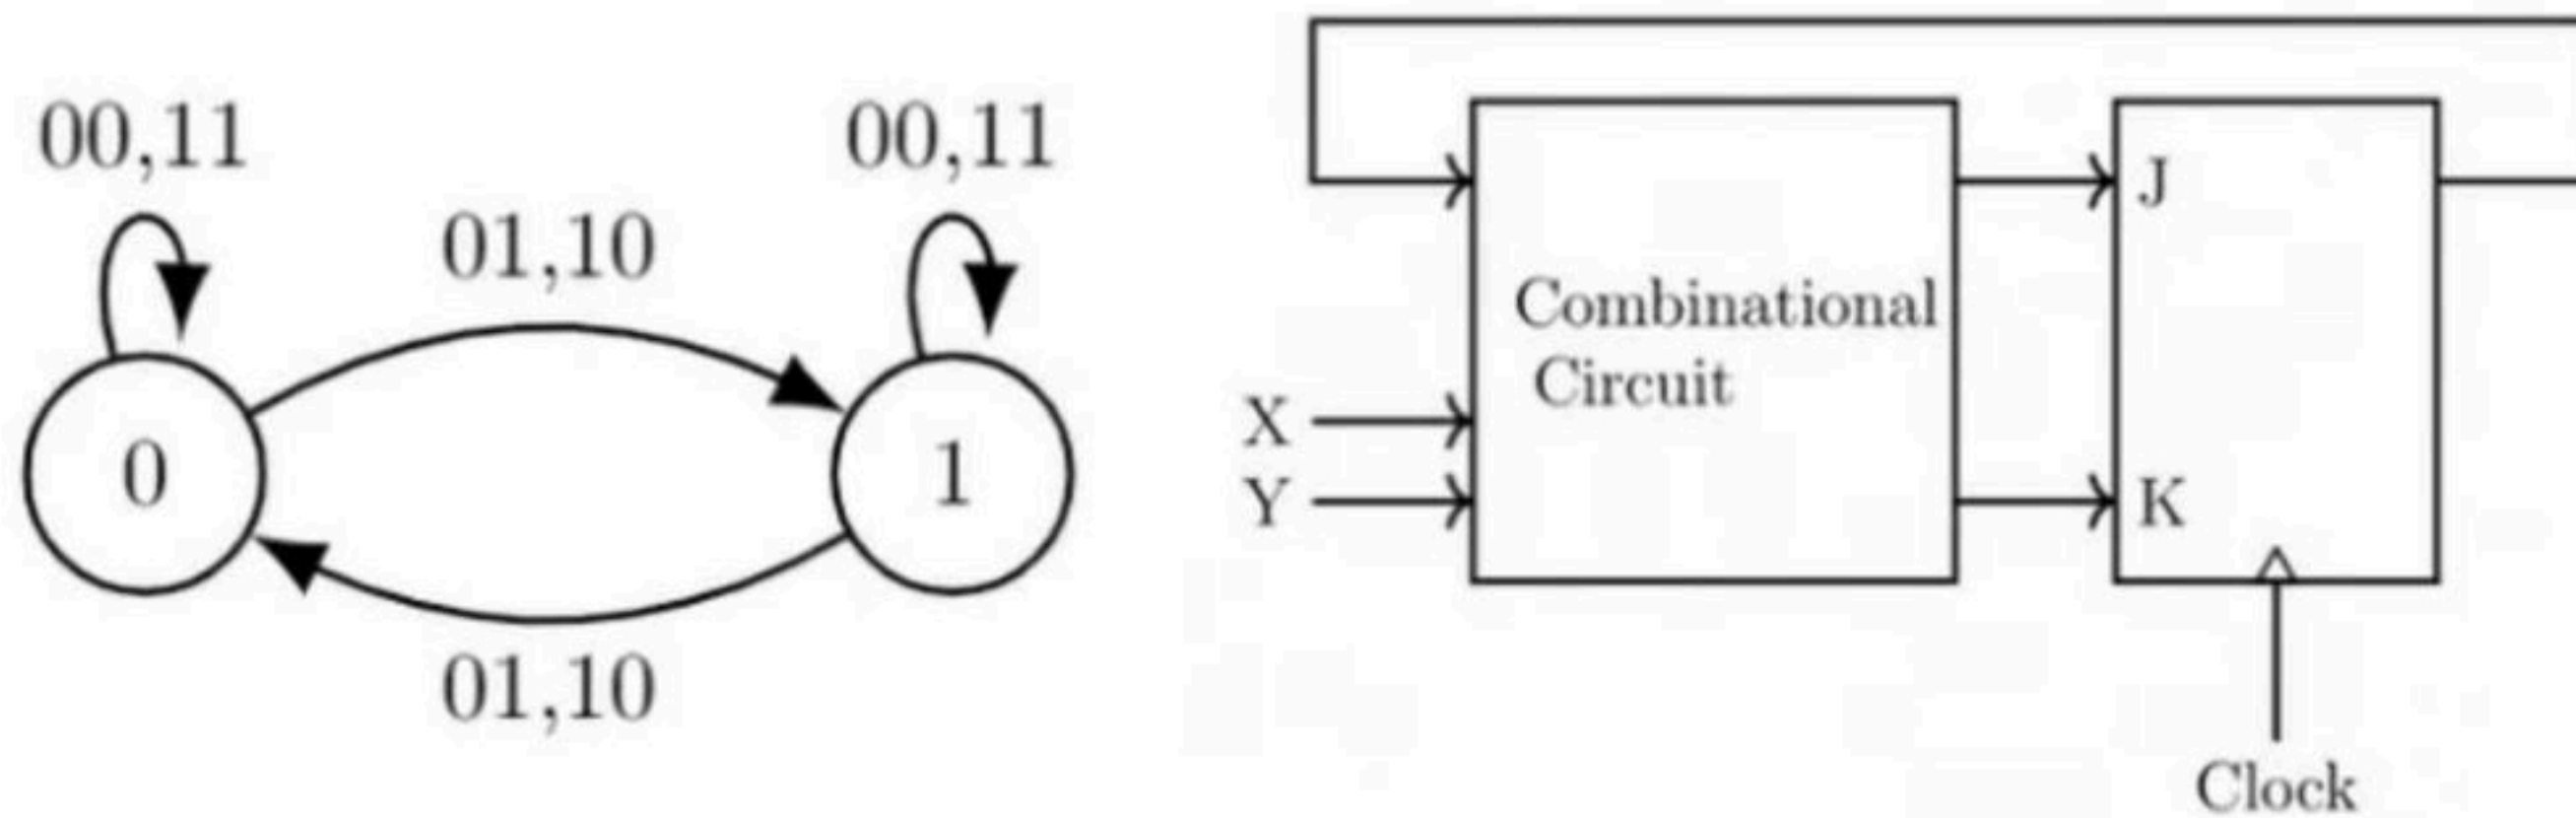 00,11
00,11
01,10
0
1
01,10
J
Combinational
Circuit
X
Y
K
Clock